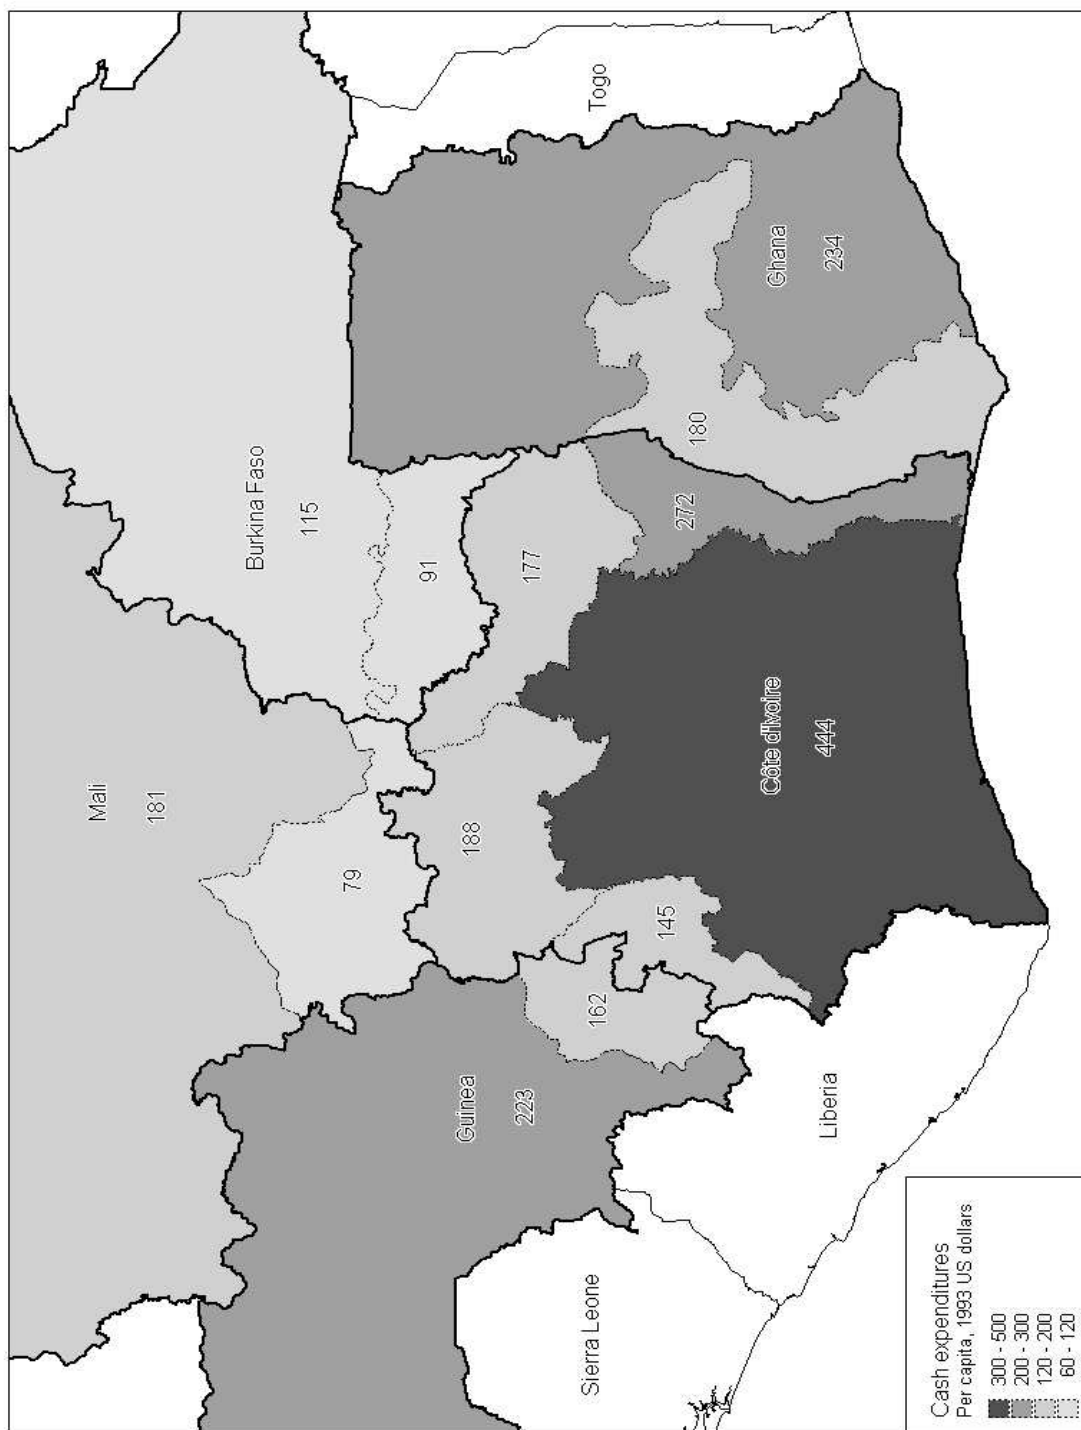 Mali
181
Burkina Faso
115
79
91
Guinea
223
188
177
162
145
272
180
Côte d'Ivoire
444
Ghana
234
Togo
Sierra Leone
Liberia
Cash expenditures
Per capita, 1993 US dollars
300 - 500
200 - 300
120 - 200
60 - 120